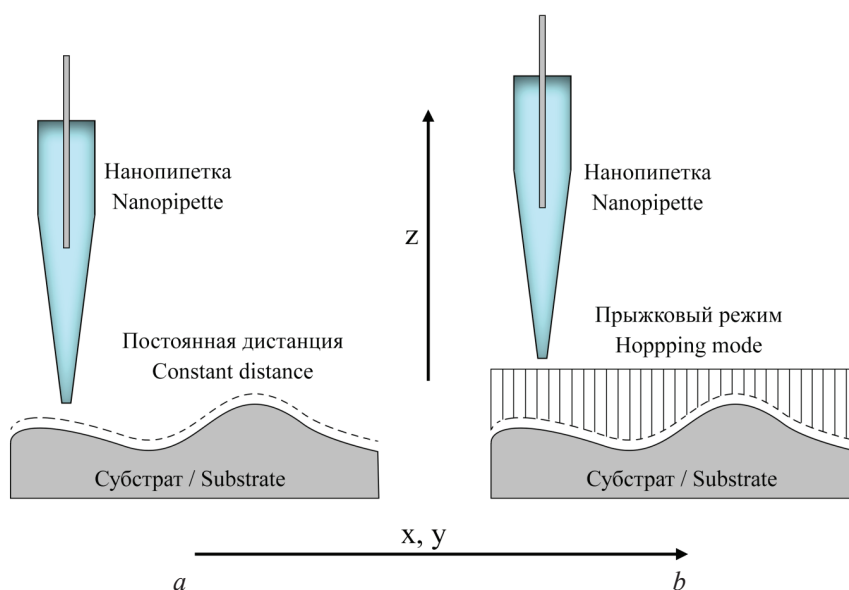 Нанопипетка
Nanopipette
Постоянная дистанция
Constant distance
Субстрат / Substrate
z
Нанопипетка
Nanopipette
Прыжковый режим
Hoppping mode
Субстрат / Substrate
x, y
a
b